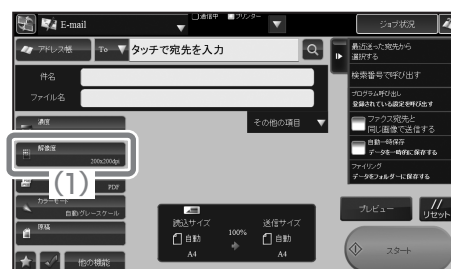 E-mail
送信中
プリンター
ジョブ状況
アドレス帳
To
タッチで宛先を入力
最近送った宛先から
選択する
件名
検索番号で呼び出す
ファイル名
プログラム呼び出し
登録されている設定を呼び出す
濃度
その他の項目
ファクス宛先と
同じ画像で送信する
解像度
200x200dpi
自動一時保存
データを一時的に保存する
(1)
PDF
ファイリング
データをフォルダーに保存する
カラーモード
自動/グレースケール
読込サイズ
100%
送信サイズ
自動
自動
A4
A4
プレビュー
リセット
原稿
スタート
他の機能